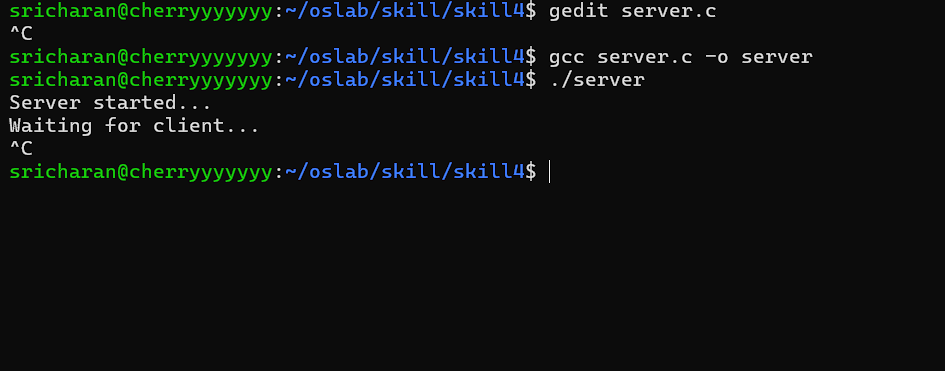 sricharan@cherryyyyyyy:~/oslab/skill/skill4$ gedit server.c
^C
sricharan@cherryyyyyyy:~/oslab/skill/skill4$ gcc server.c -o server
sricharan@cherryyyyyyy:~/oslab/skill/skill4$ ./server
Server started...
Waiting for client...
^C
sricharan@cherryyyyyyy:~/oslab/skill/skill4$